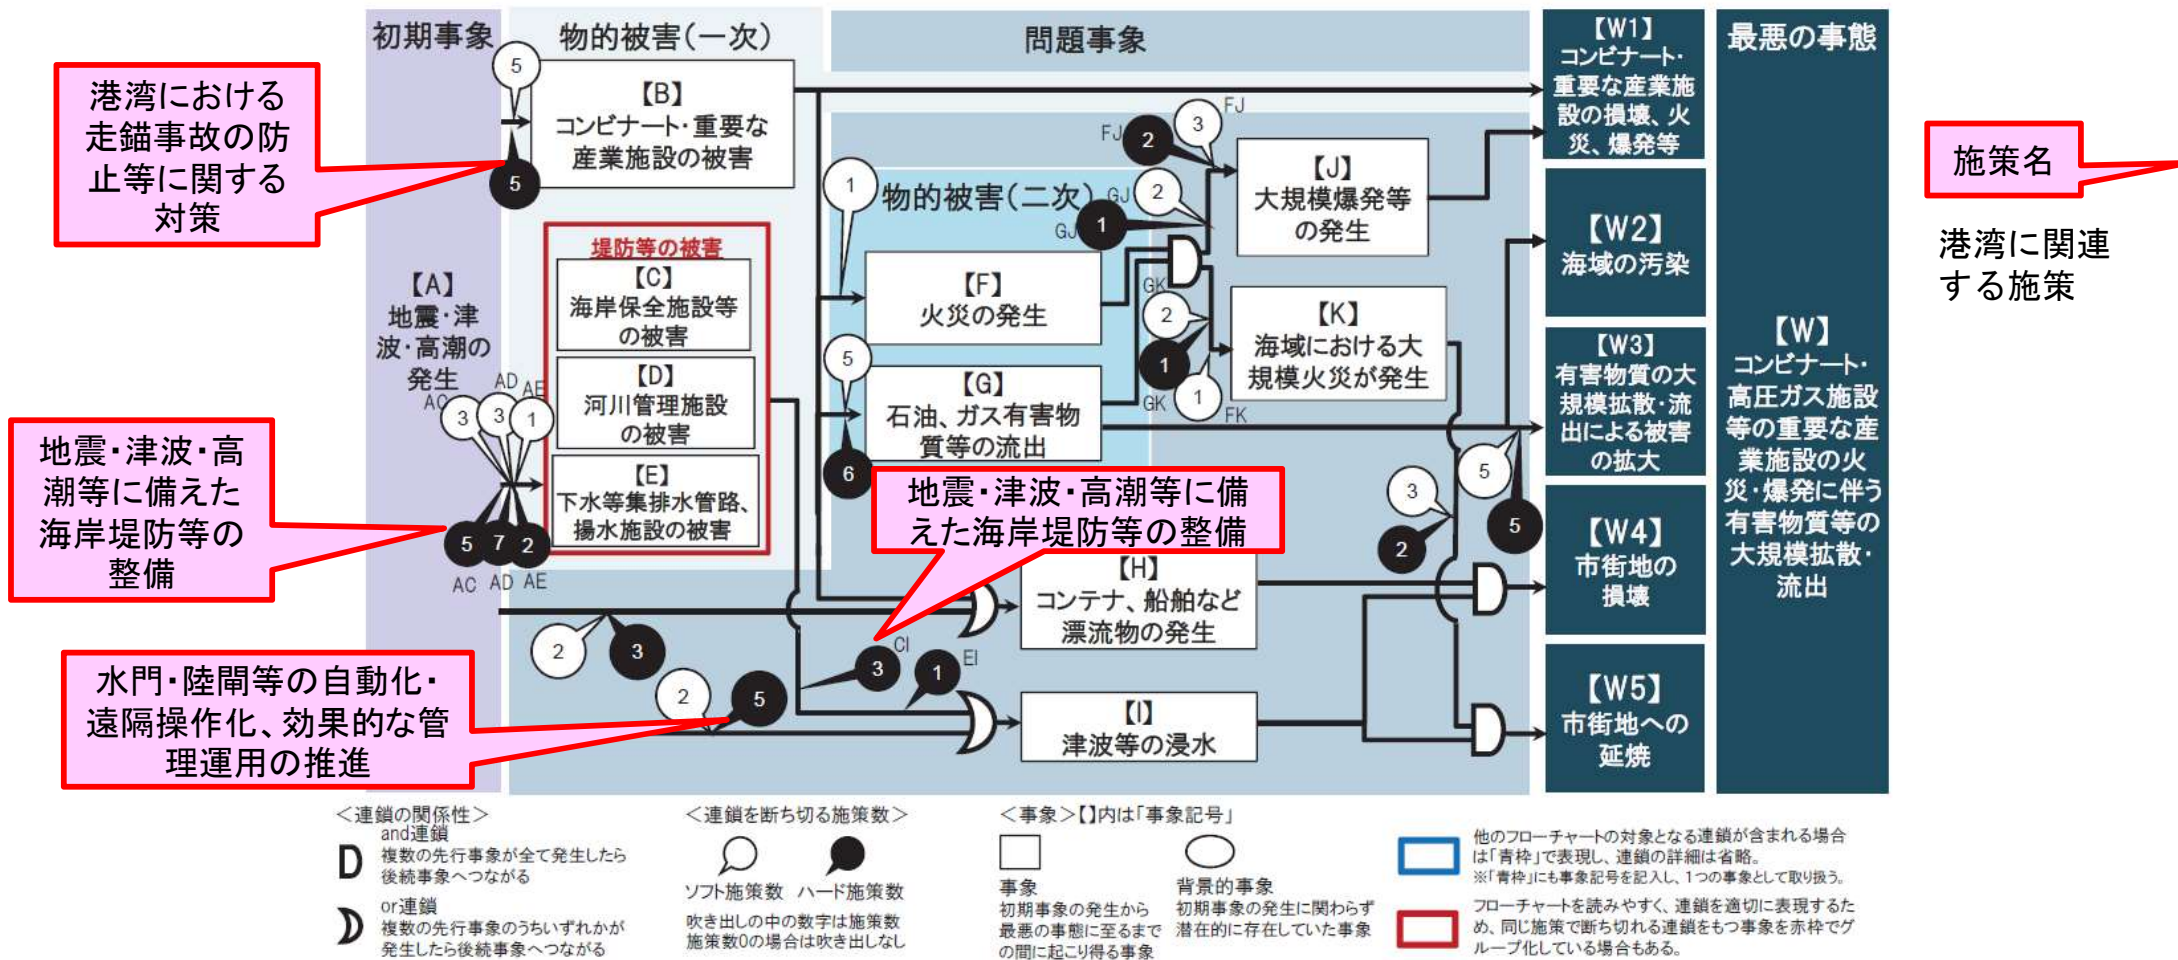 初期事象
物的被害(一次)
問題事象
【W1】
コンビナート・
重要な産業施
設の損壊、火
災、爆発等
最悪の事態
港湾における
走錨事故の防
止等に関する
対策
5
5
【B】
コンビナート・重要な
産業施設の被害
FJ
3
FJ
2
1
物的被害(二次)
GJ
2
GJ
1
【J】
大規模爆発等
の発生
【W2】
海域の汚染
施策名
港湾に関連
する施策
堤防等の被害
【C】
海岸保全施設等
の被害
【D】
河川管理施設
の被害
【E】
下水等集排水管路、
揚水施設の被害
【A】
地震・津
波・高潮の
発生
AC
AD
AE
3
3
1
5
7
2
AC
AD
AE
【F】
火災の発生
5
6
【G】
石油、ガス有害物
質等の流出
GK
2
1
GK
1
FK
【K】
海域における大
規模火災が発生
【W3】
有害物質の大
規模拡散・流
出による被害
の拡大
【W】
コンビナート・
高圧ガス施設
等の重要な産
業施設の火
災・爆発に伴う
有害物質等の
大規模拡散・
流出
5
5
3
2
地震・津波・高
潮等に備えた
海岸堤防等の
整備
地震・津波・高潮等に備
えた海岸堤防等の整備
【H】
コンテナ、船舶など
漂流物の発生
【W4】
市街地の
損壊
2
3
3
CI
1
EI
水門・陸閘等の自動化・
遠隔操作化、効果的な管
理運用の推進
2
5
【I】
津波等の浸水
【W5】
市街地への
延焼
<連鎖の関係性>
and連鎖
複数の先行事象が全て発生したら
後続事象へつながる
or連鎖
複数の先行事象のうちいずれかが
発生したら後続事象へつながる
<連鎖を断ち切る施策数>
ソフト施策数 ハード施策数
吹き出しの中の数字は施策数
施策数0の場合は吹き出しなし
<事象>【】内は「事象記号」
事象
初期事象の発生から
最悪の事態に至るまで
の間に起こり得る事象
背景的事象
初期事象の発生に関わらず
潜在的に存在していた事象
他のフローチャートの対象となる連鎖が含まれる場合
は「青枠」で表現し、連鎖の詳細は省略。
※「青枠」にも事象記号を記入し、1つの事象として取り扱う。
フローチャートを読みやすく、連鎖を適切に表現するた
め、同じ施策で断ち切れる連鎖をもつ事象を赤枠でグ
ループ化している場合もある。